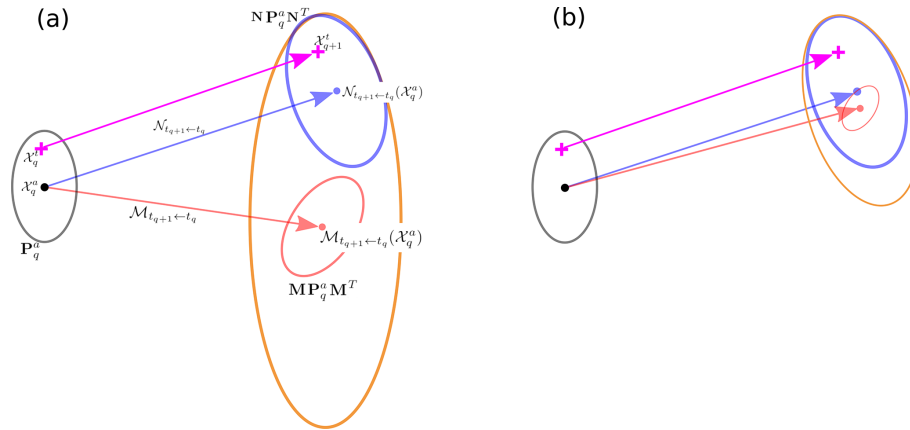 (a)
(b)
𝐍𝐏_q^a 𝐍^T
𝒳_{q+1}^t
𝒩_{t_{q+1}←t_q}(𝒳_q^a)
𝒩_{t_{q+1}←t_q}
𝒳_q^t
𝒳_q^a
ℳ_{t_{q+1}←t_q}
ℳ_{t_{q+1}←t_q}(𝒳_q^a)
𝐏_q^a
𝐌𝐏_q^a 𝐌^T